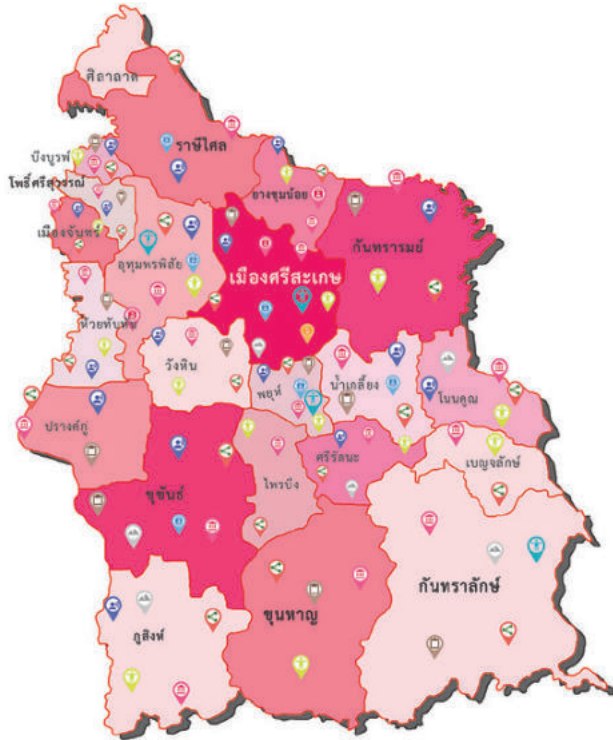 ศิลาลาด
ราษีไศล
บึงบูรพ์
โพธิ์ศรีสุวรรณ
ยางชุมน้อย
เมืองจันทร์
กันทรารมย์
อุทุมพรพิสัย
เมืองศรีสะเกษ
ห้วยทับทัน
วังหิน
พยุห์
น้ำเกลี้ยง
โนนคูณ
ปรางค์กู่
ศรีรัตนะ
เบญจลักษ์
ไพรบึง
ขุขันธ์
กันทราลักษ์
ขุนหาญ
ภูสิงห์